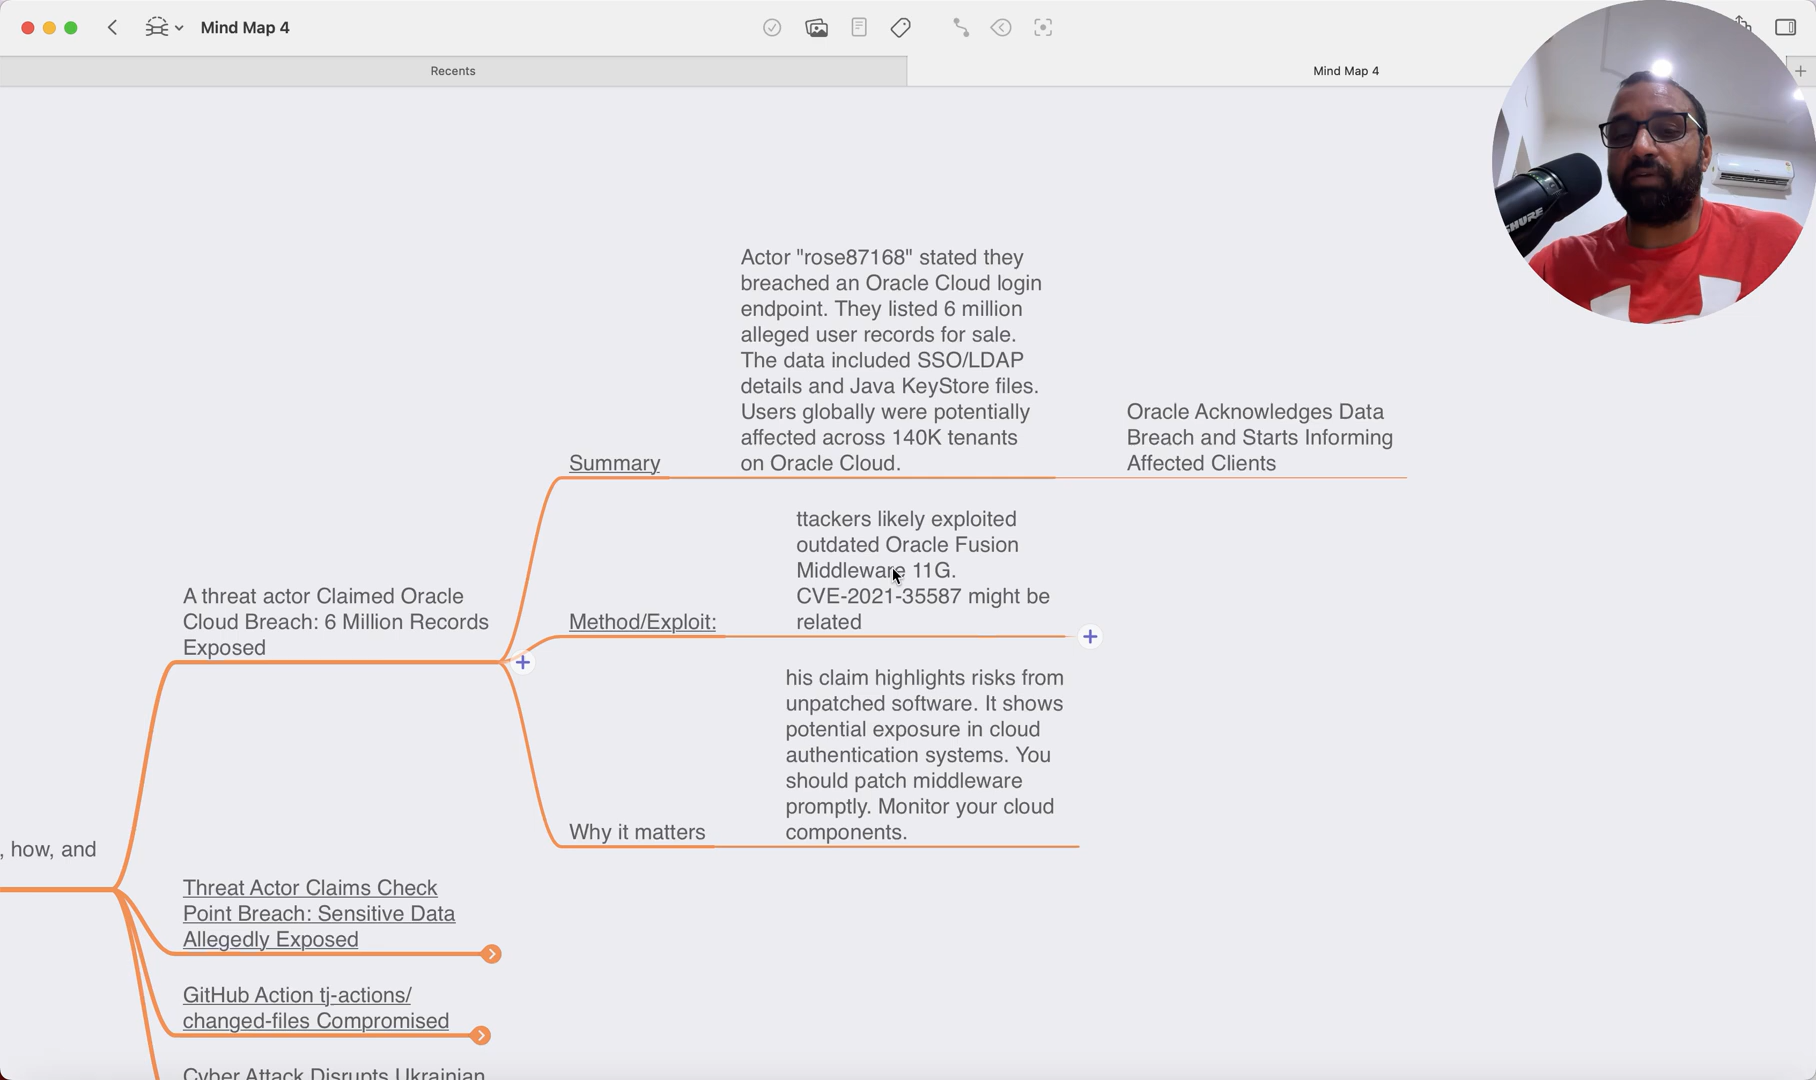 Mind Map 4
Recents
Mind Map 4
SHURE
Actor "rose87168" stated they
breached an Oracle Cloud login
endpoint. They listed 6 million
alleged user records for sale.
The data included SSO/LDAP
details and Java KeyStore files.
Users globally were potentially
affected across 140K tenants
on Oracle Cloud.
Oracle Acknowledges Data
Breach and Starts Informing
Affected Clients
Summary
ttackers likely exploited
outdated Oracle Fusion
Middleware 11G.
CVE-2021-35587 might be
related
Method/Exploit:
A threat actor Claimed Oracle
Cloud Breach: 6 Million Records
Exposed
his claim highlights risks from
unpatched software. It shows
potential exposure in cloud
authentication systems. You
should patch middleware
promptly. Monitor your cloud
components.
Why it matters
, how, and
Threat Actor Claims Check
Point Breach: Sensitive Data
Allegedly Exposed
GitHub Action tj-actions/
changed-files Compromised
Cyber Attack Disrupts Ukrainian